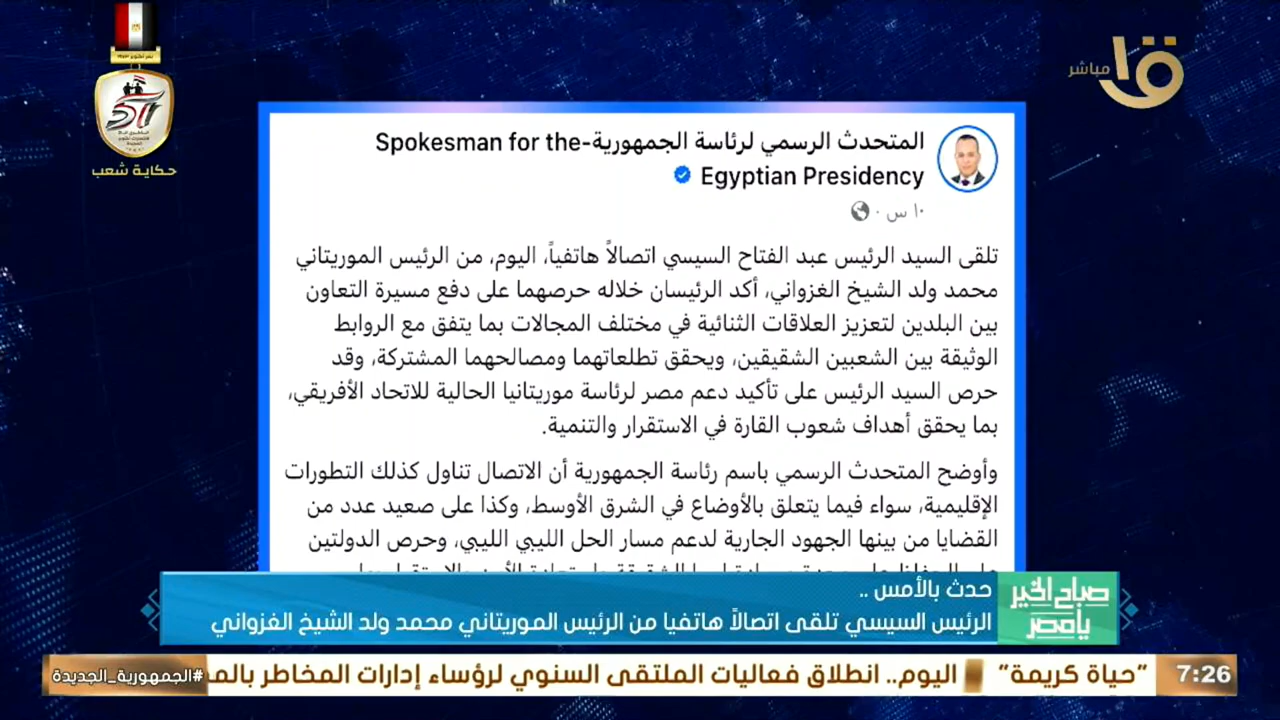 مباشر
حكاية شعب
المتحدث الرسمي لرئاسة الجمهورية-Spokesman for the
Egyptian Presidency
١٠ س ·
تلقى السيد الرئيس عبد الفتاح السيسي اتصالاً هاتفياً، اليوم، من الرئيس الموريتاني
محمد ولد الشيخ الغزواني، أكد الرئيسان خلاله حرصهما على دفع مسيرة التعاون
بين البلدين لتعزيز العلاقات الثنائية في مختلف المجالات بما يتفق مع الروابط
الوثيقة بين الشعبين الشقيقين، ويحقق تطلعاتهما ومصالحهما المشتركة، وقد
حرص السيد الرئيس على تأكيد دعم مصر لرئاسة موريتانيا الحالية للاتحاد الأفريقي،
بما يحقق أهداف شعوب القارة في الاستقرار والتنمية.
وأوضح المتحدث الرسمي باسم رئاسة الجمهورية أن الاتصال تناول كذلك التطورات
الإقليمية، سواء فيما يتعلق بالأوضاع في الشرق الأوسط، وكذا على صعيد عدد من
القضايا من بينها الجهود الجارية لدعم مسار الحل الليبي الليبي، وحرص الدولتين
صباح الخير
يا مصر
حدث بالأمس ..
الرئيس السيسي تلقى اتصالاً هاتفيا من الرئيس الموريتاني محمد ولد الشيخ الغزواني
7:26
"حياة كريمة"
اليوم.. انطلاق فعاليات الملتقى السنوي لرؤساء إدارات المخاطر بالمـ
#الجمهورية_الجديدة